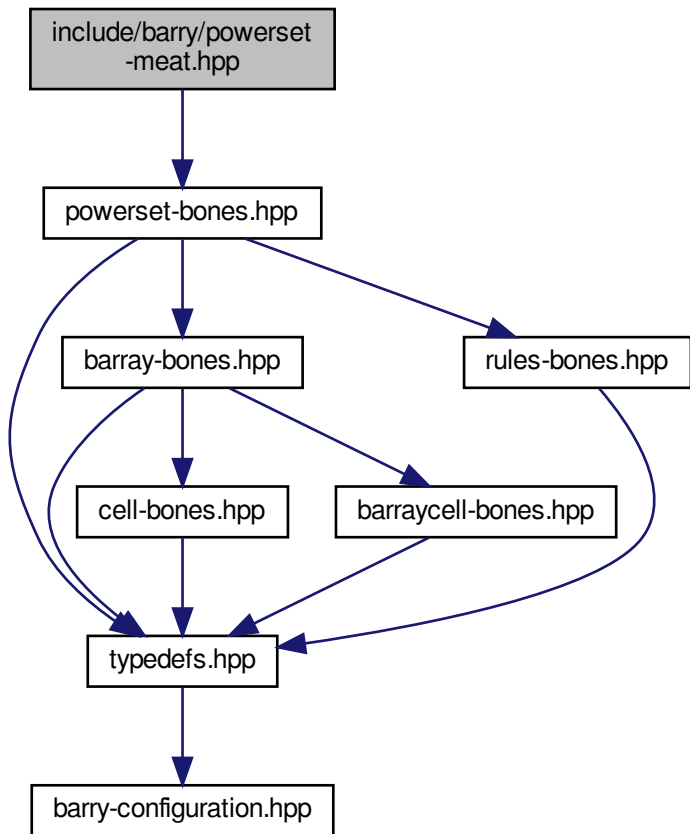 include/barry/powerset
-meat.hpp
powerset-bones.hpp
barray-bones.hpp
rules-bones.hpp
cell-bones.hpp
barraycell-bones.hpp
typedefs.hpp
barry-configuration.hpp